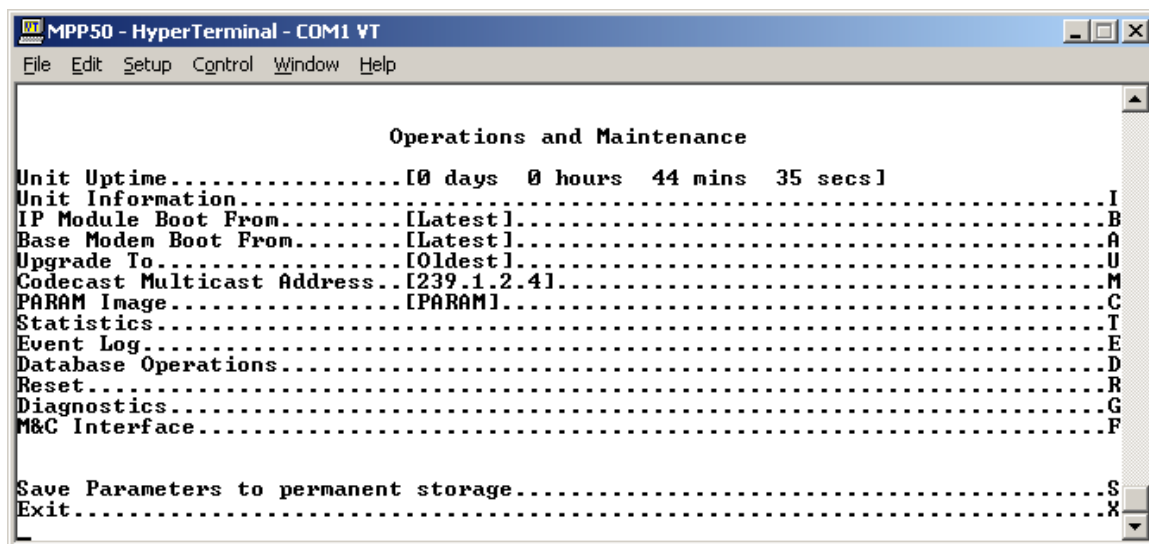 MPP50 - HyperTerminal - COM1 VT
File Edit Setup Control Window Help
Operations and Maintenance
Unit Uptime.................[0 days  0 hours  44 mins  35 secs]
Unit Information...............................................................I
IP Module Boot From.........[Latest]...........................................B
Base Modem Boot From........[Latest]...........................................A
Upgrade To..................[Oldest]...........................................U
Codecast Multicast Address..[239.1.2.4]........................................M
PARAM Image.................[PARAM]............................................C
Statistics.....................................................................T
Event Log......................................................................E
Database Operations............................................................D
Reset..........................................................................R
Diagnostics....................................................................G
M&C Interface..................................................................F
Save Parameters to permanent storage...........................................S
Exit...........................................................................X